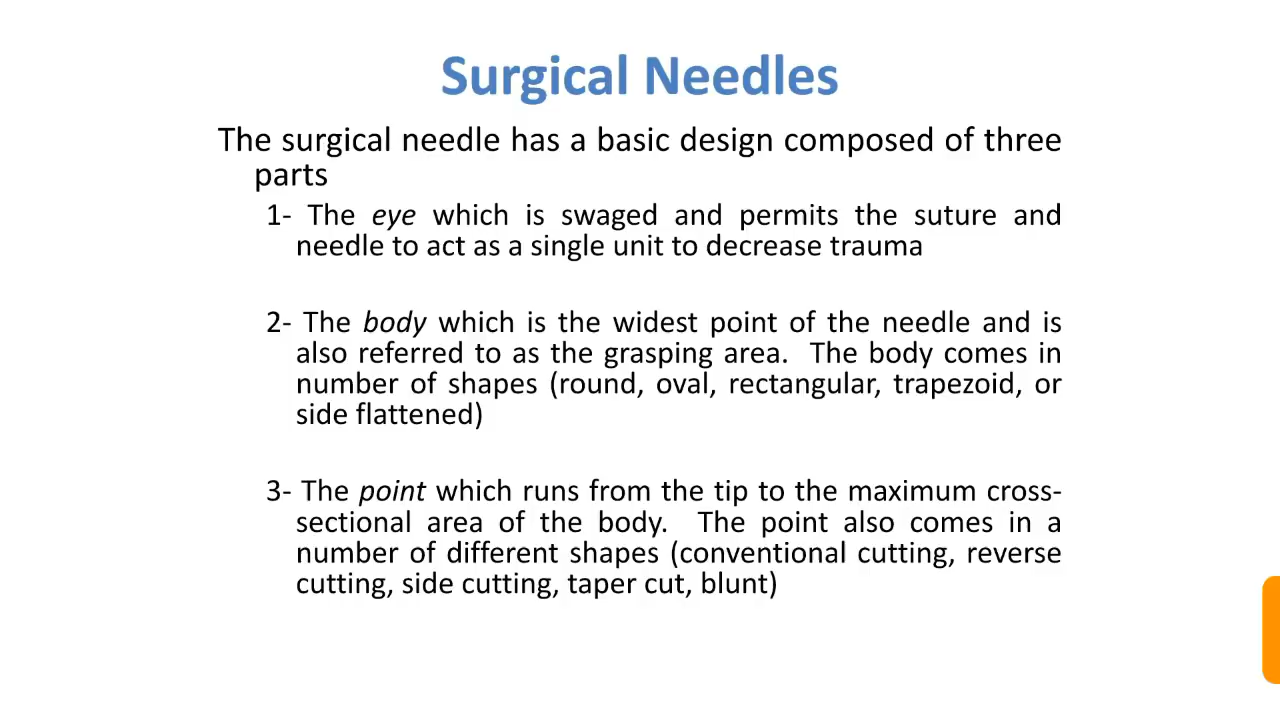 Surgical Needles
The surgical needle has a basic design composed of three
parts
1- The eye which is swaged and permits the suture and
needle to act as a single unit to decrease trauma
2- The body which is the widest point of the needle and is
also referred to as the grasping area.  The body comes in
number of shapes (round, oval, rectangular, trapezoid, or
side flattened)
3- The point which runs from the tip to the maximum cross-
sectional area of the body.  The point also comes in a
number of different shapes (conventional cutting, reverse
cutting, side cutting, taper cut, blunt)